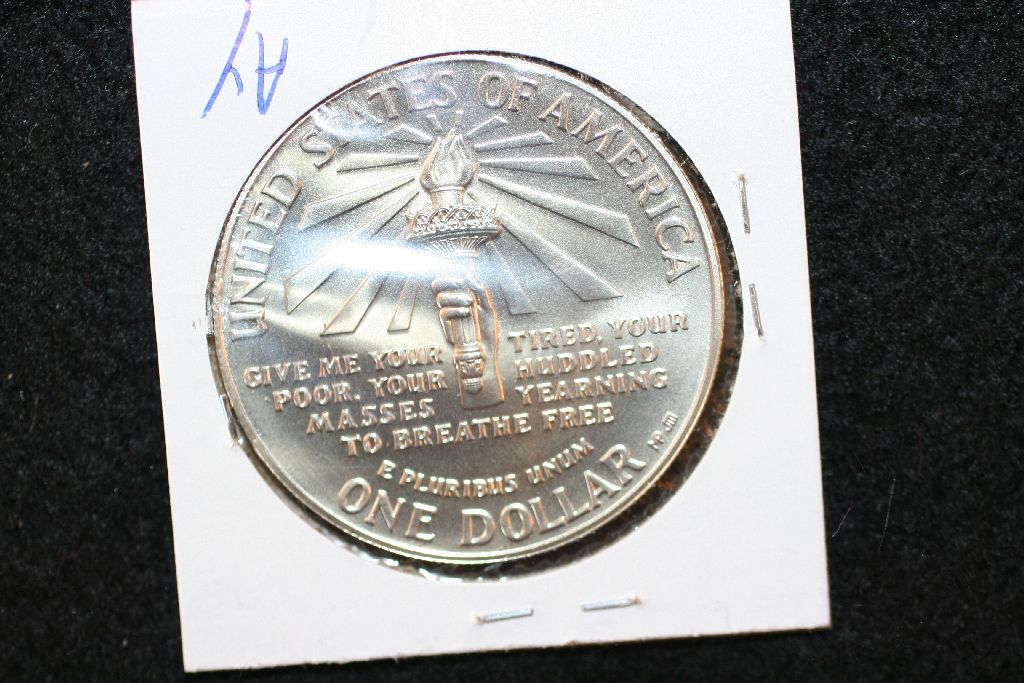 UNITED STATES OF AMERICA
GIVE ME YOUR TIRED, YOUR
POOR, YOUR HUDDLED
MASSES YEARNING
TO BREATHE FREE
E PLURIBUS UNUM
ONE DOLLAR